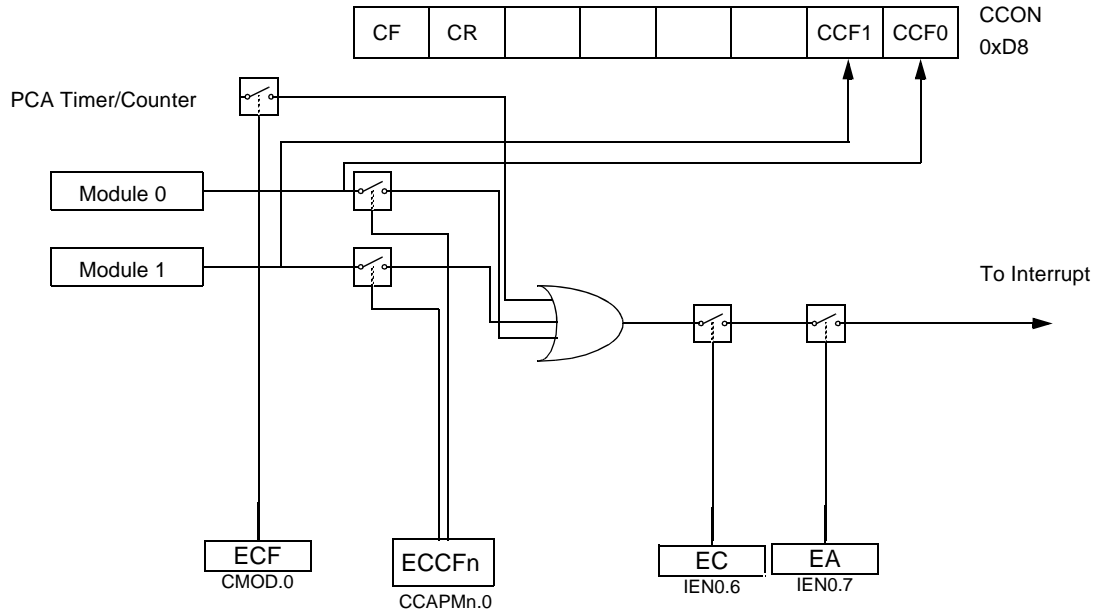 CF CR CCF1 CCF0
CCON
0xD8
PCA Timer/Counter
Module 0
Module 1
To Interrupt
ECF
CMOD.0
ECCFn
CCAPMn.0
EC
IEN0.6
EA
IEN0.7